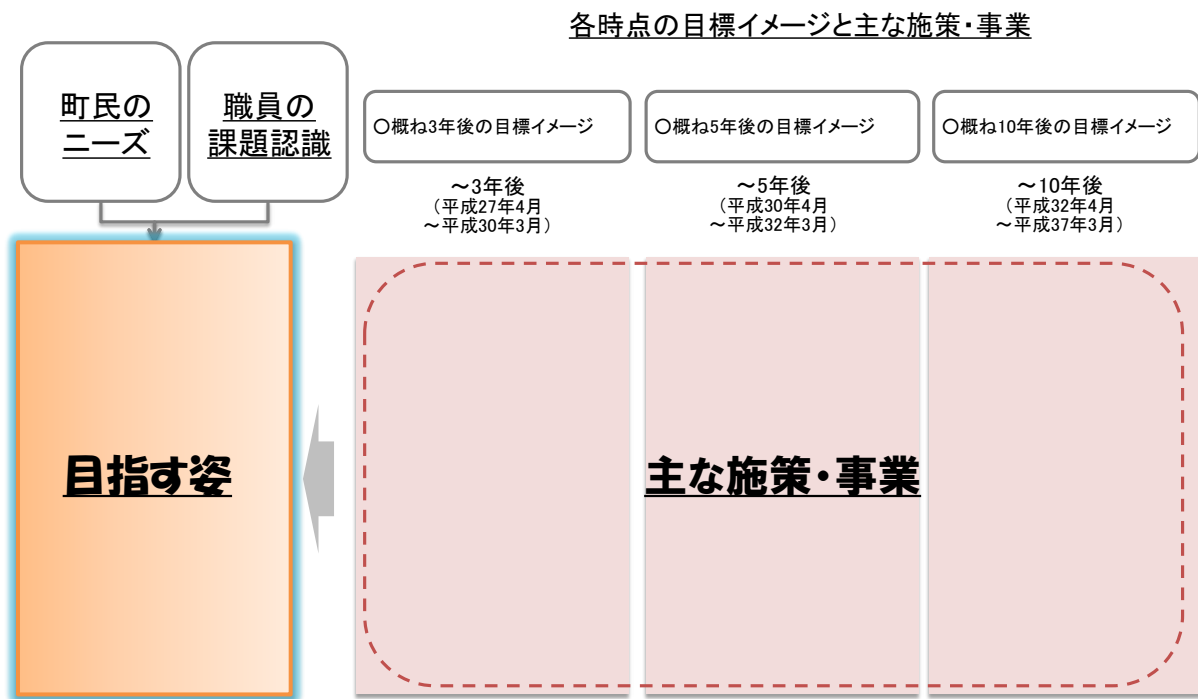 各時点の目標イメージと主な施策・事業
町民の
ニーズ
職員の
課題認識
○概ね3年後の目標イメージ
○概ね5年後の目標イメージ
○概ね10年後の目標イメージ
～3年後
（平成27年4月
～平成30年3月）
～5年後
（平成30年4月
～平成32年3月）
～10年後
（平成32年4月
～平成37年3月）
目指す姿
主な施策・事業